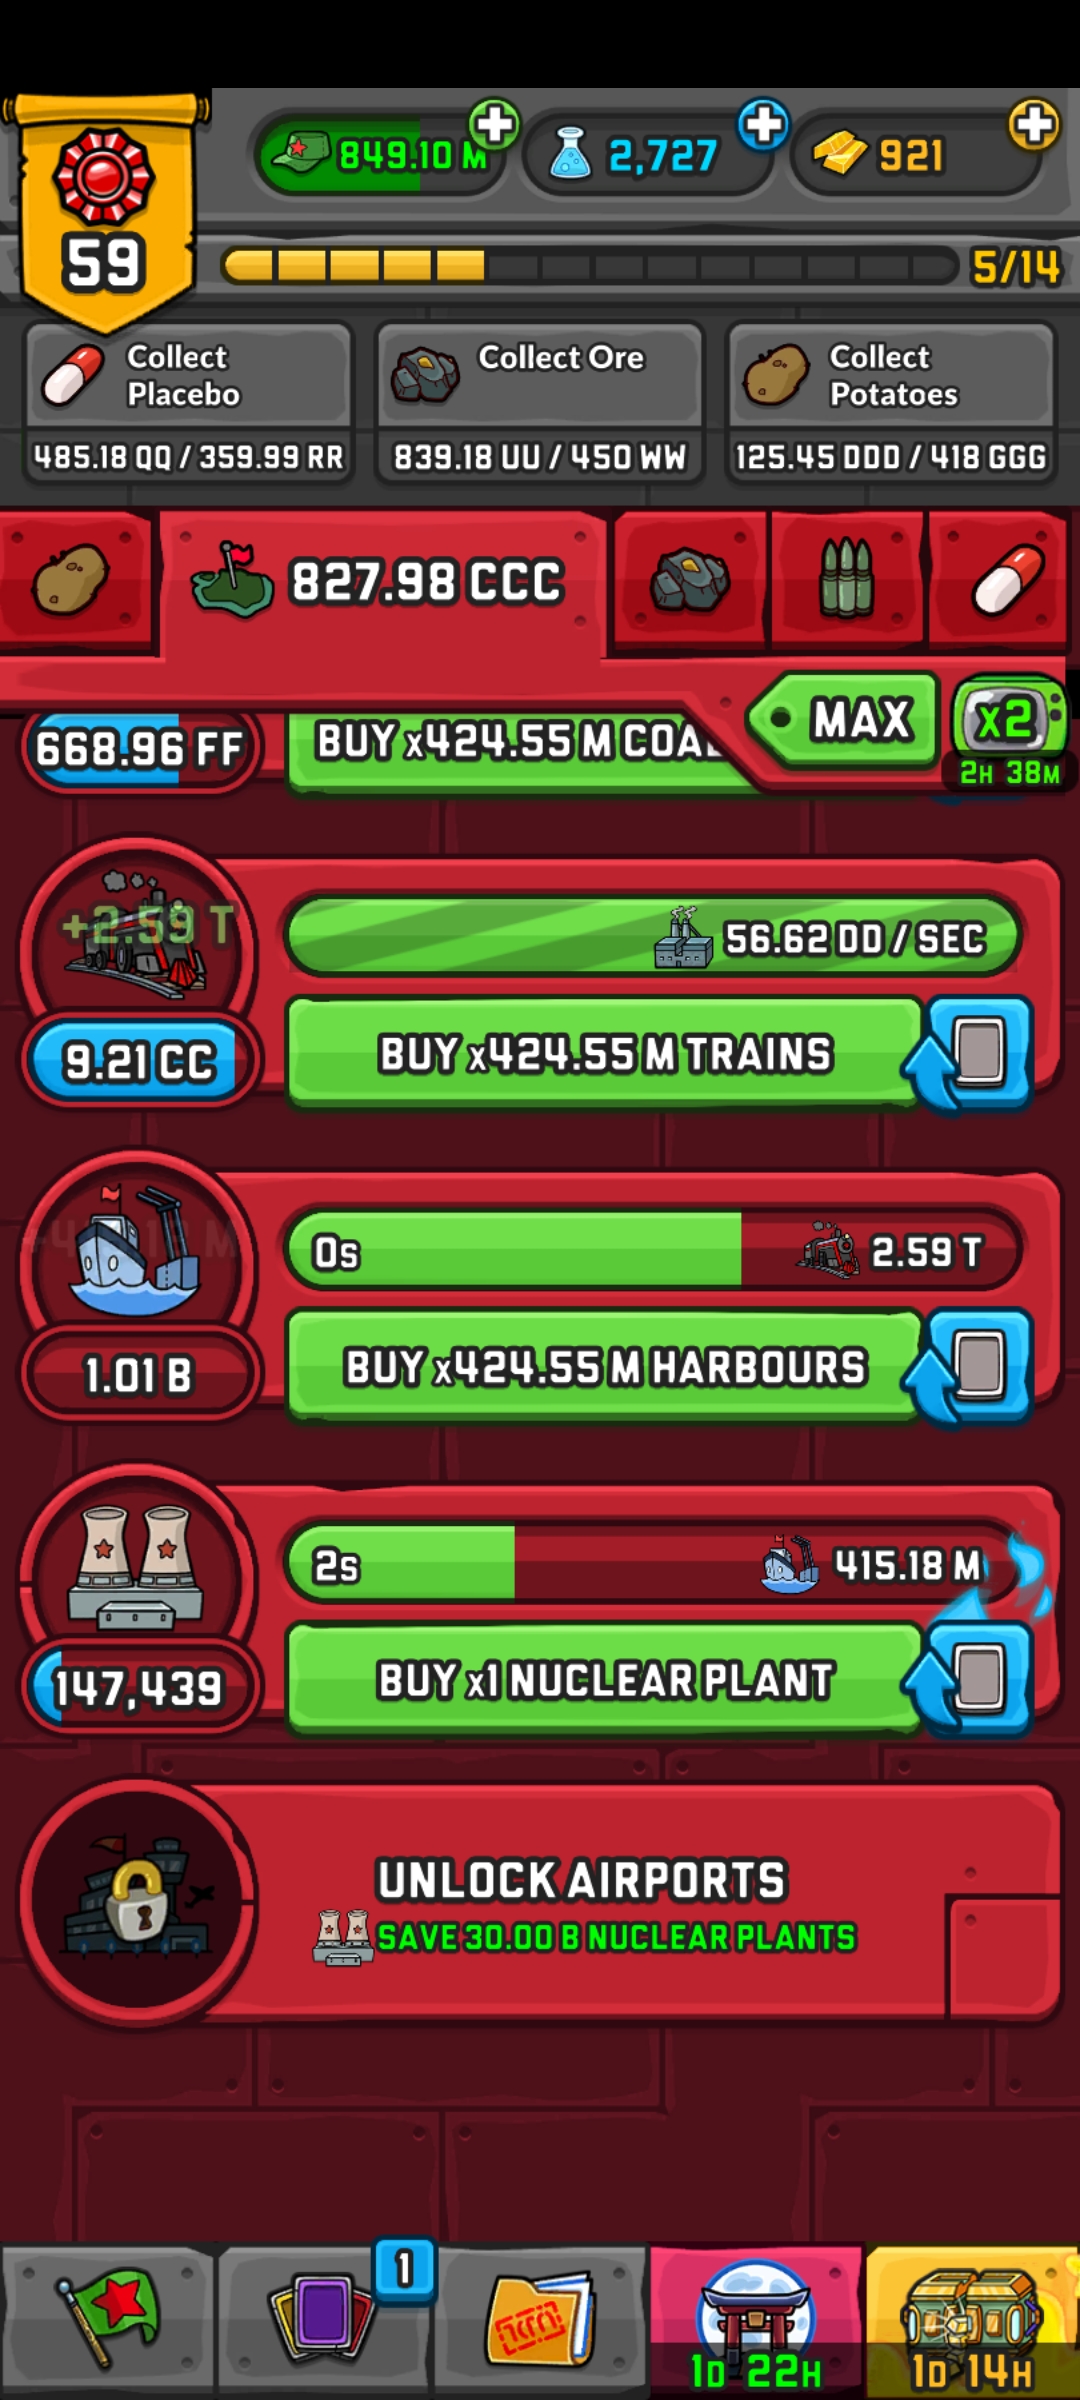 849.10 M
2,727
921
59
5/14
Collect Placebo
485.18 QQ / 359.99 RR
Collect Ore
839.18 UU / 450 WW
Collect Potatoes
125.45 DDD / 418 GGG
827.98 CCC
MAX
x2
2H 38M
668.96 FF
BUY x424.55 M COAL
+2.59 T
56.62 DD / SEC
9.21 CC
BUY x424.55 M TRAINS
0s
2.59 T
1.01 B
BUY x424.55 M HARBOURS
2s
415.18 M
147,439
BUY x1 NUCLEAR PLANT
UNLOCK AIRPORTS
SAVE 30.00 B NUCLEAR PLANTS
1
1D 22H
1D 14H